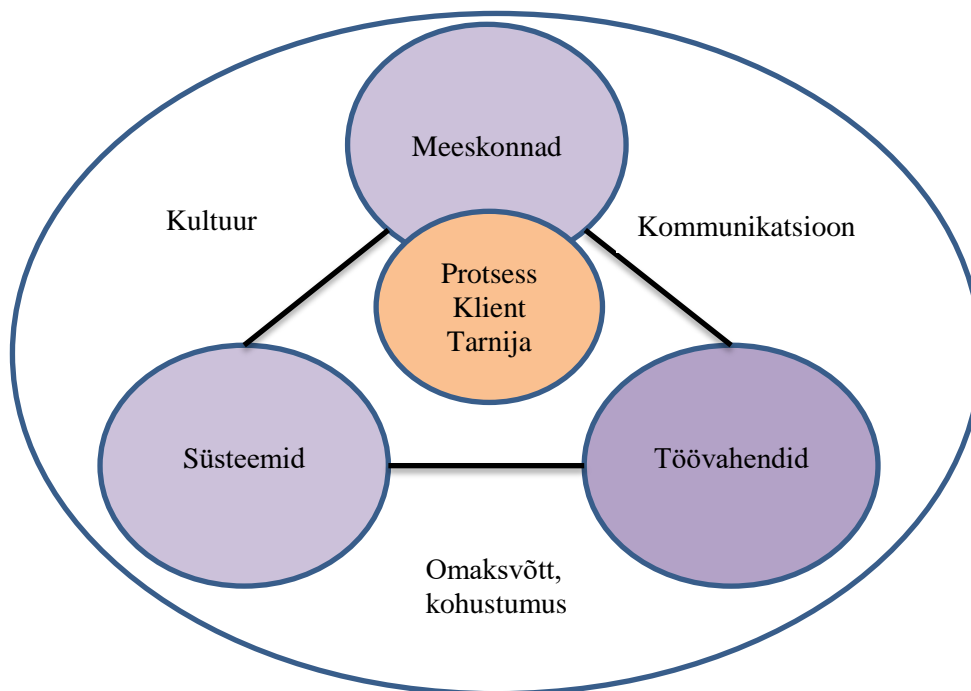 Meeskonnad
Kultuur
Kommunikatsioon
Protsess
Klient
Tarnija
Süsteemid
Töövahendid
Omaksvõtt,
kohustumus